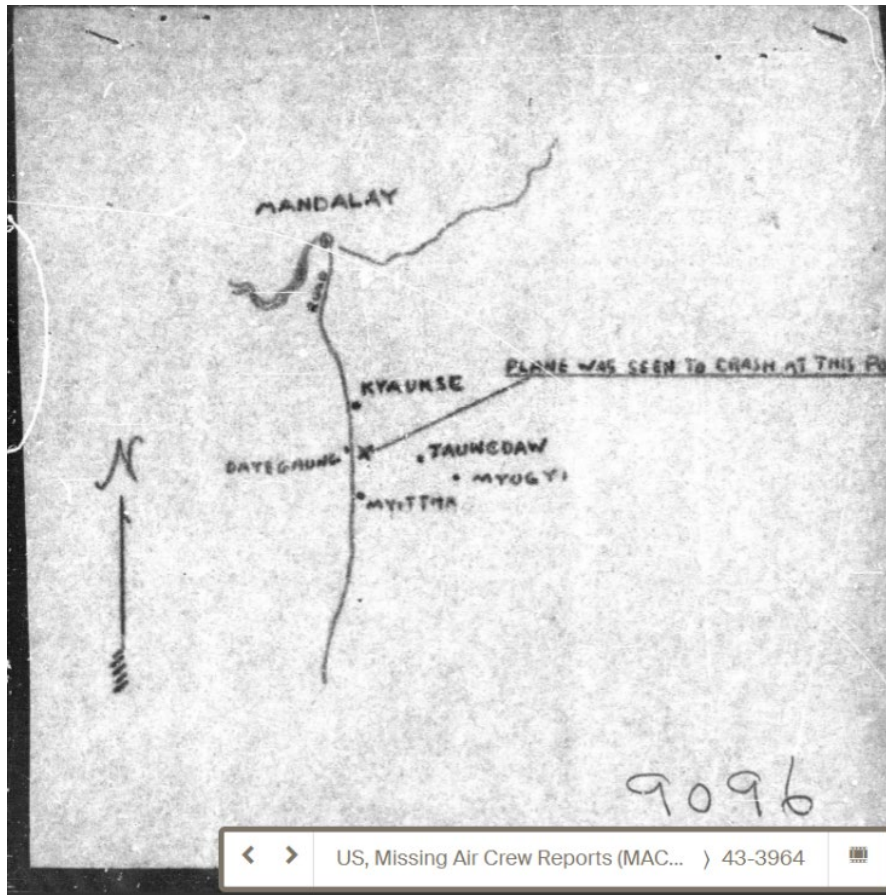 MANDALAY
ROAD
PLANE WAS SEEN TO CRASH AT THIS PO
KYAUKSE
DATEGAUNG
TAUNGDAW
MYOGYI
MYITTHA
N
9096
US, Missing Air Crew Reports (MAC... 43-3964